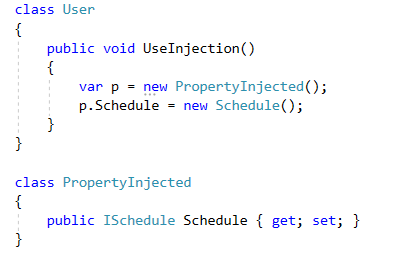 class User
{
    public void UseInjection()
    {
        var p = new PropertyInjected();
        p.Schedule = new Schedule();
    }
}

class PropertyInjected
{
    public ISchedule Schedule { get; set; }
}